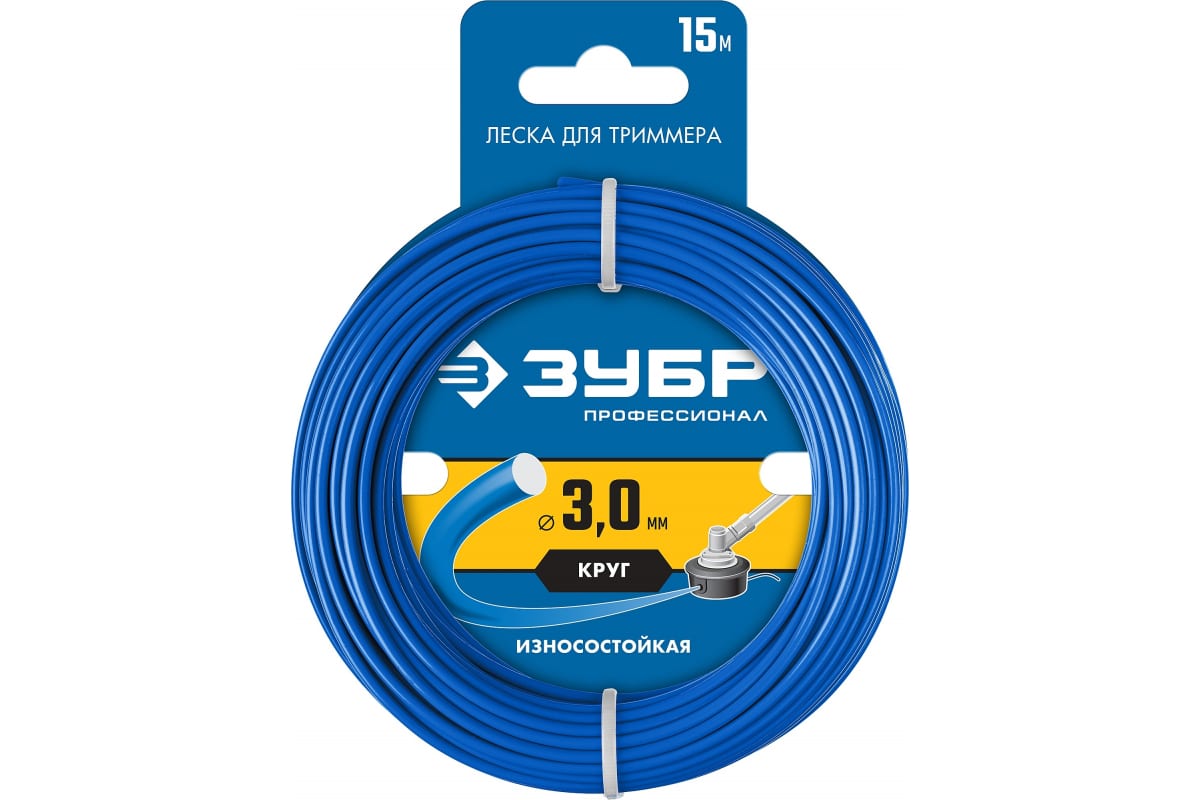 15м
ЛЕСКА ДЛЯ ТРИММЕРА
ЗУБР
ПРОФЕССИОНАЛ
⌀ 3,0 мм
КРУГ
ИЗНОСОСТОЙКАЯ